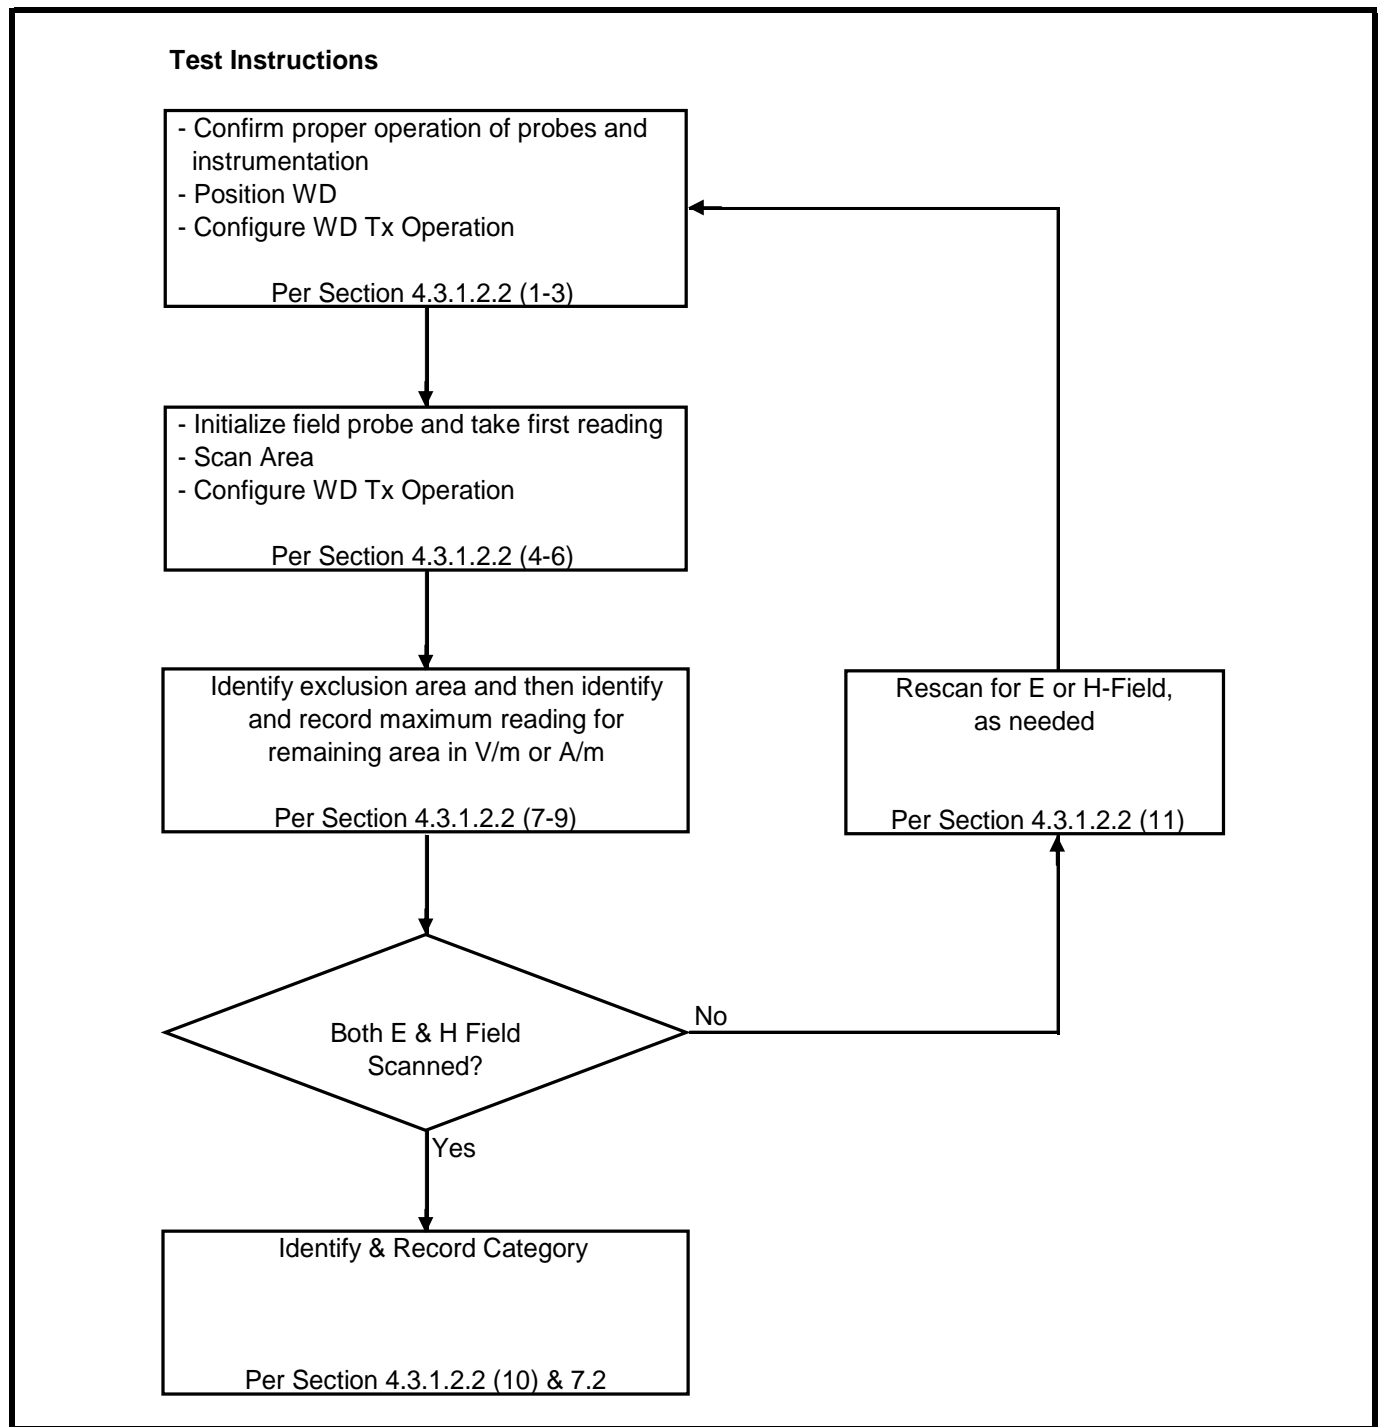 Test Instructions
- Confirm proper operation of probes and
instrumentation
- Position WD
- Configure WD Tx Operation
Per Section 4.3.1.2.2 (1-3)
- Initialize field probe and take first reading
- Scan Area
- Configure WD Tx Operation
Per Section 4.3.1.2.2 (4-6)
Identify exclusion area and then identify
and record maximum reading for
remaining area in V/m or A/m
Per Section 4.3.1.2.2 (7-9)
Rescan for E or H-Field,
as needed
Per Section 4.3.1.2.2 (11)
Both E & H Field
Scanned?
No
Yes
Identify & Record Category
Per Section 4.3.1.2.2 (10) & 7.2